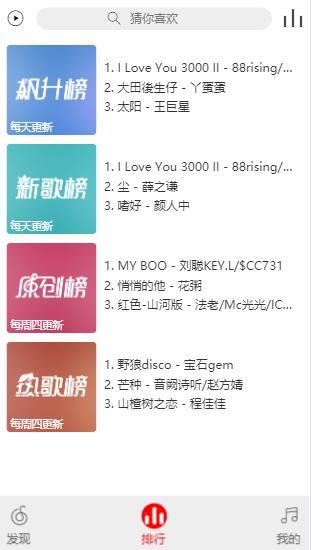 猜你喜欢
飙升榜
每天更新
1. I Love You 3000 II - 88rising/...
2. 大田後生仔 - 丫蛋蛋
3. 太阳 - 王巨星
新歌榜
每天更新
1. I Love You 3000 II - 88rising/...
2. 尘 - 薛之谦
3. 嗜好 - 颜人中
原创榜
每周四更新
1. MY BOO - 刘聪KEY.L/$CC731
2. 悄悄的他 - 花粥
3. 红色-山河版 - 法老/Mc光光/IC...
热歌榜
每周四更新
1. 野狼disco - 宝石gem
2. 芒种 - 音阙诗听/赵方婧
3. 山楂树之恋 - 程佳佳
发现
排行
我的